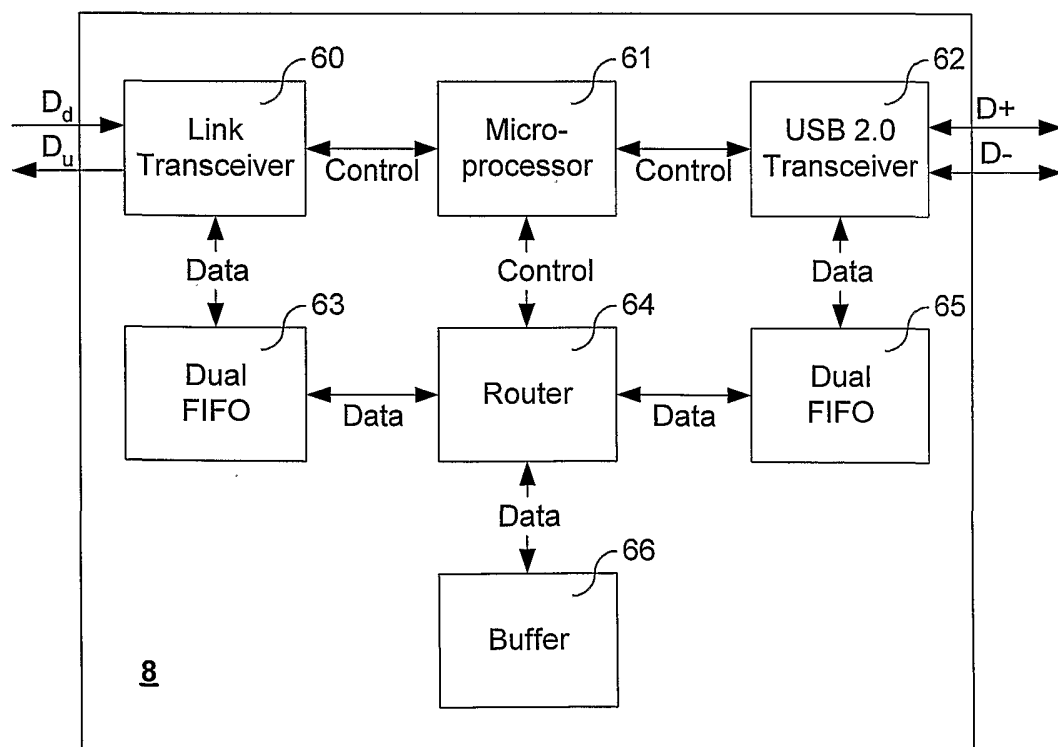 60
61
62
D_d
D_u
Link
Transceiver
Control
Micro-
processor
Control
USB 2.0
Transceiver
D+
D-
Data
Control
Data
63
64
65
Dual
FIFO
Data
Router
Data
Dual
FIFO
Data
66
Buffer
8